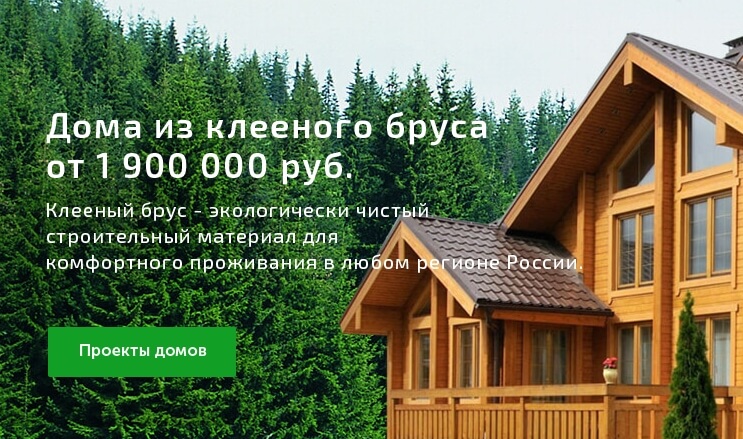 Дома из клееного бруса
от 1 900 000 руб.
Клееный брус - экологически чистый
строительный материал для
комфортного проживания в любом регионе России.
Проекты домов